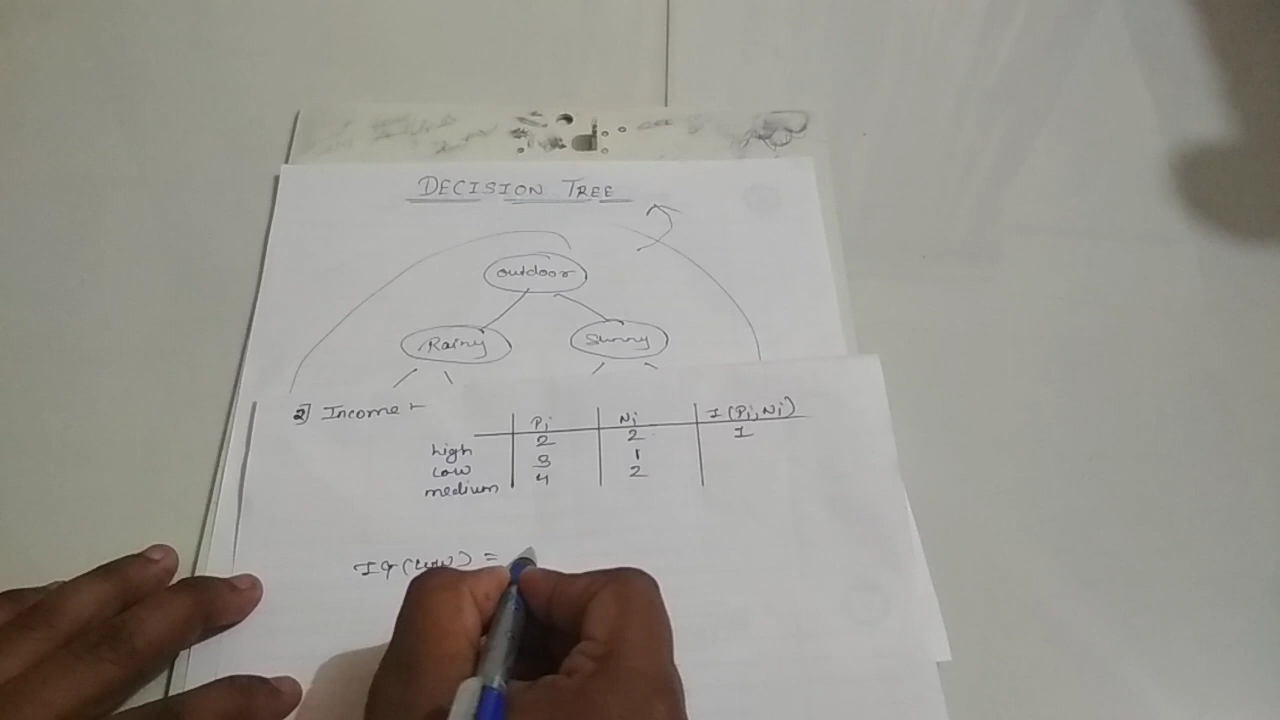 DECISION TREE
outdoor
Rainy Sunny
2] Income
Pi Ni I(Pi,Ni)
high 2 2 1
Low 3 1
medium 4 2
IG(Low) =